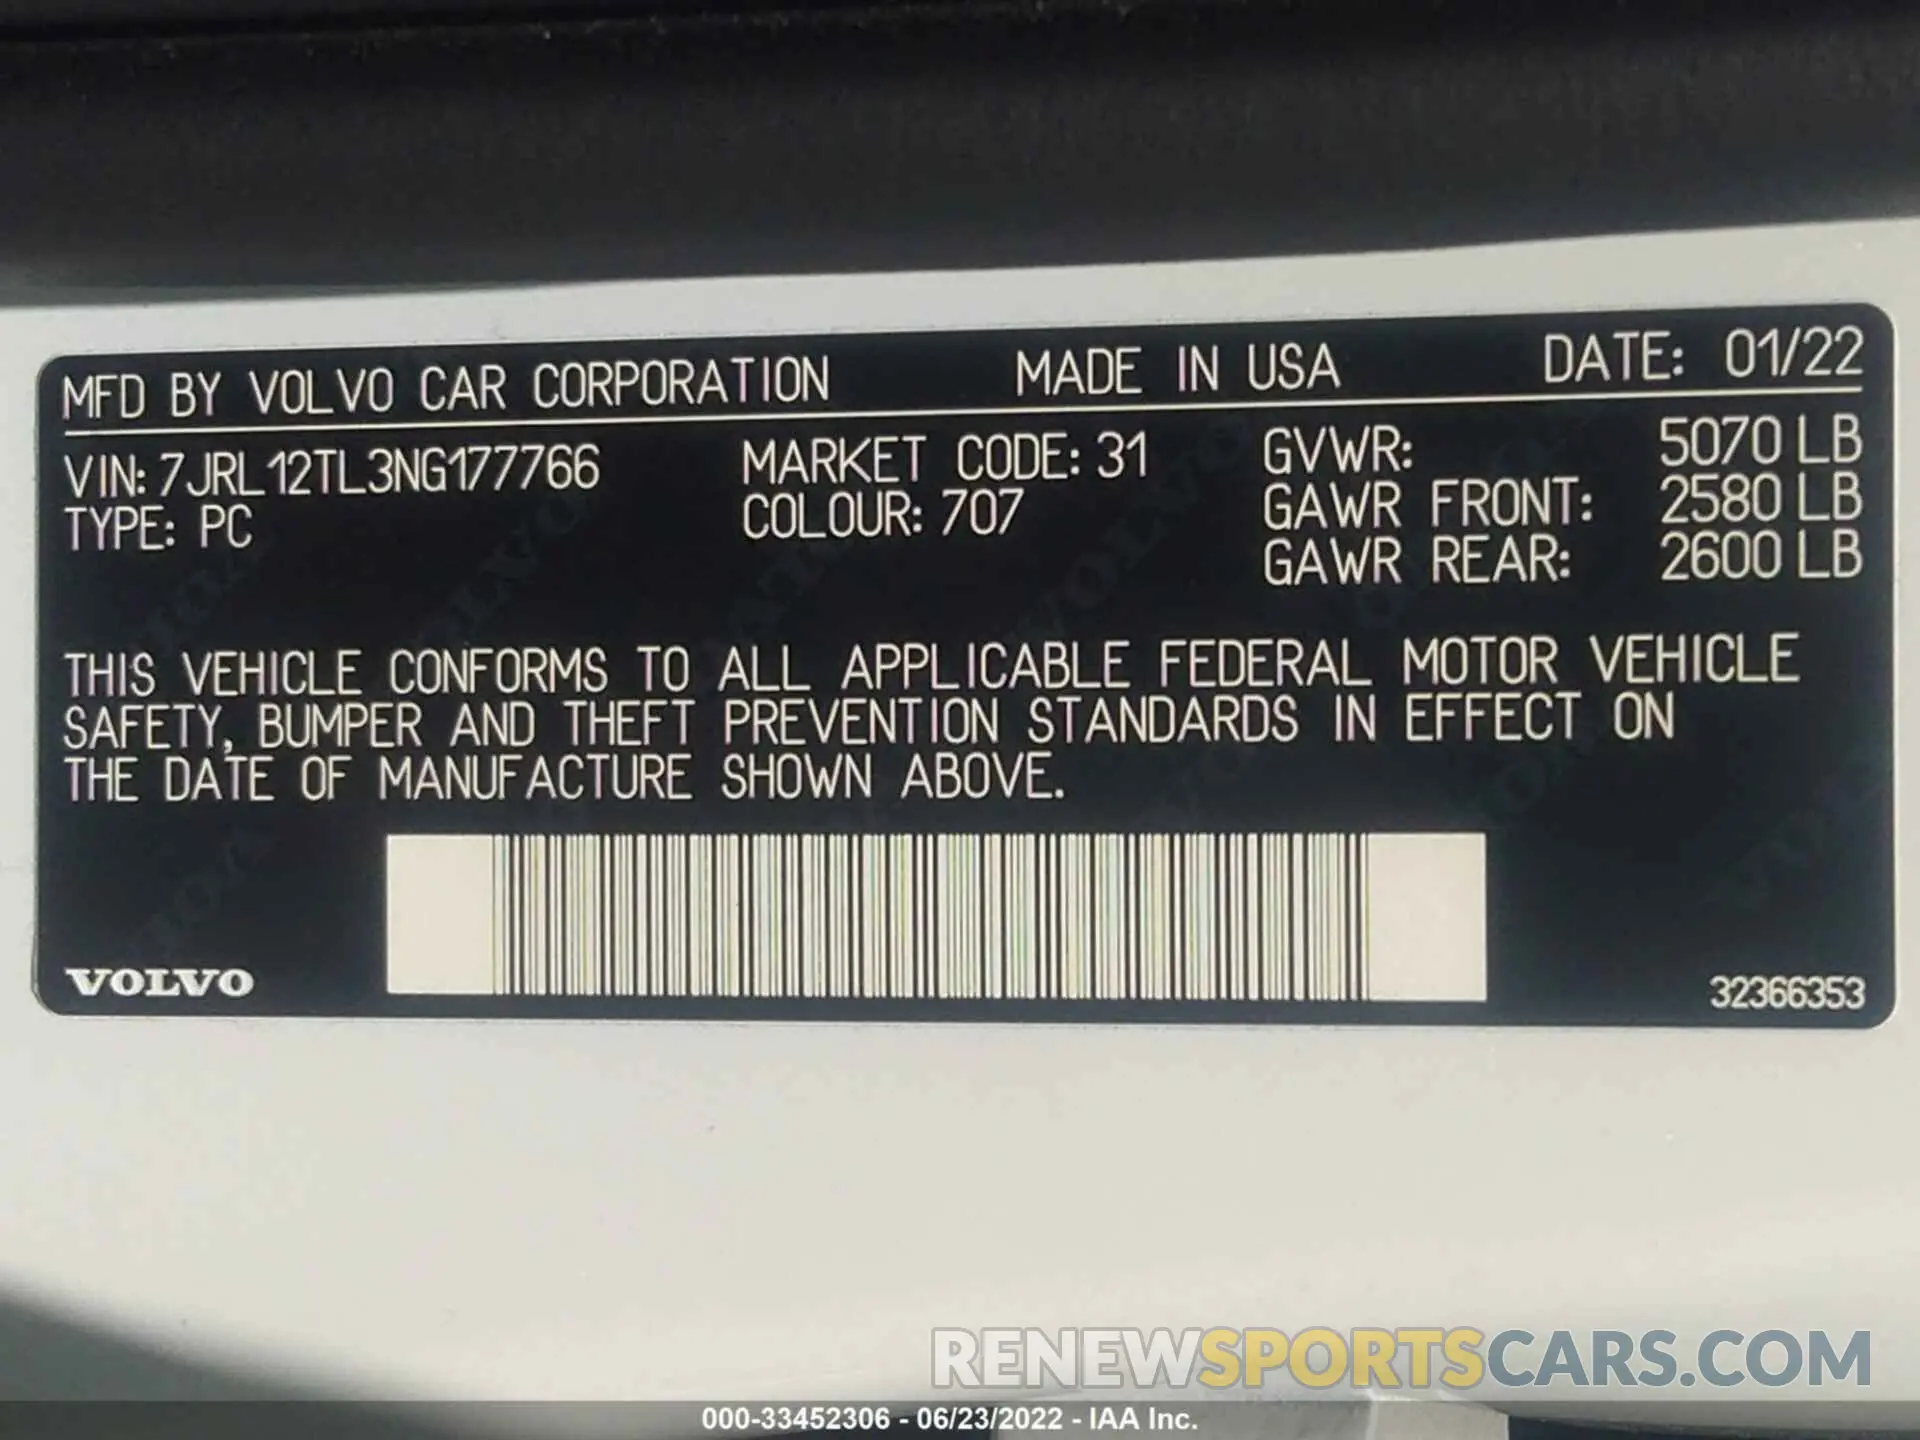 MFD BY VOLVO CAR CORPORATION MADE IN USA DATE: 01/22
VIN: 7JRL12TL3NG177766 MARKET CODE: 31 GVWR: 5070 LB
TYPE: PC COLOUR: 707 GAWR FRONT: 2580 LB
GAWR REAR: 2600 LB
THIS VEHICLE CONFORMS TO ALL APPLICABLE FEDERAL MOTOR VEHICLE
SAFETY, BUMPER AND THEFT PREVENTION STANDARDS IN EFFECT ON
THE DATE OF MANUFACTURE SHOWN ABOVE.
VOLVO 32366353
RENEWSPORTSCARS.COM
000-33452306 - 06/23/2022 - IAA Inc.